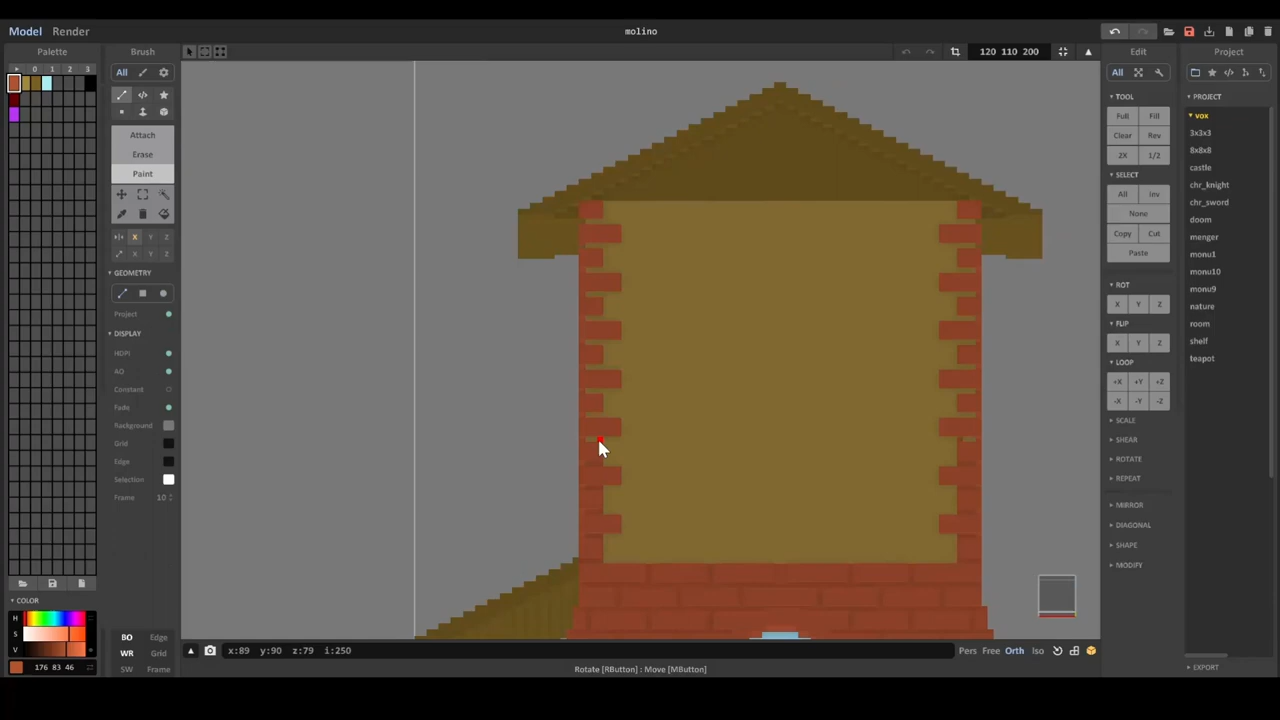 Model Render
molino
Palette
Brush
120 110 200
Edit
Project
0 1 2 3
All
All
TOOL
PROJECT
Full Fill
vox
Clear Rev
3x3x3
Attach
2X 1/2
8x8x8
Erase
SELECT
castle
Paint
All Inv
chr_knight
None
chr_sword
Copy Cut
doom
X Y Z
menger
X Y Z
Paste
monu1
GEOMETRY
monu10
ROT
monu9
X Y Z
nature
Project
FLIP
room
DISPLAY
X Y Z
shelf
HDPI
LOOP
teapot
AO
+X +Y +Z
Constant
-X -Y -Z
Fade
Background
SCALE
Grid
SHEAR
Edge
ROTATE
Selection
REPEAT
Frame 10
MIRROR
DIAGONAL
SHAPE
MODIFY
COLOR
H
S
V
BO Edge
WR Grid
SW Frame
x:89 y:90 z:79 i:250
Pers Free Orth Iso
176 83 46
Rotate [RButton] : Move [MButton]
EXPORT